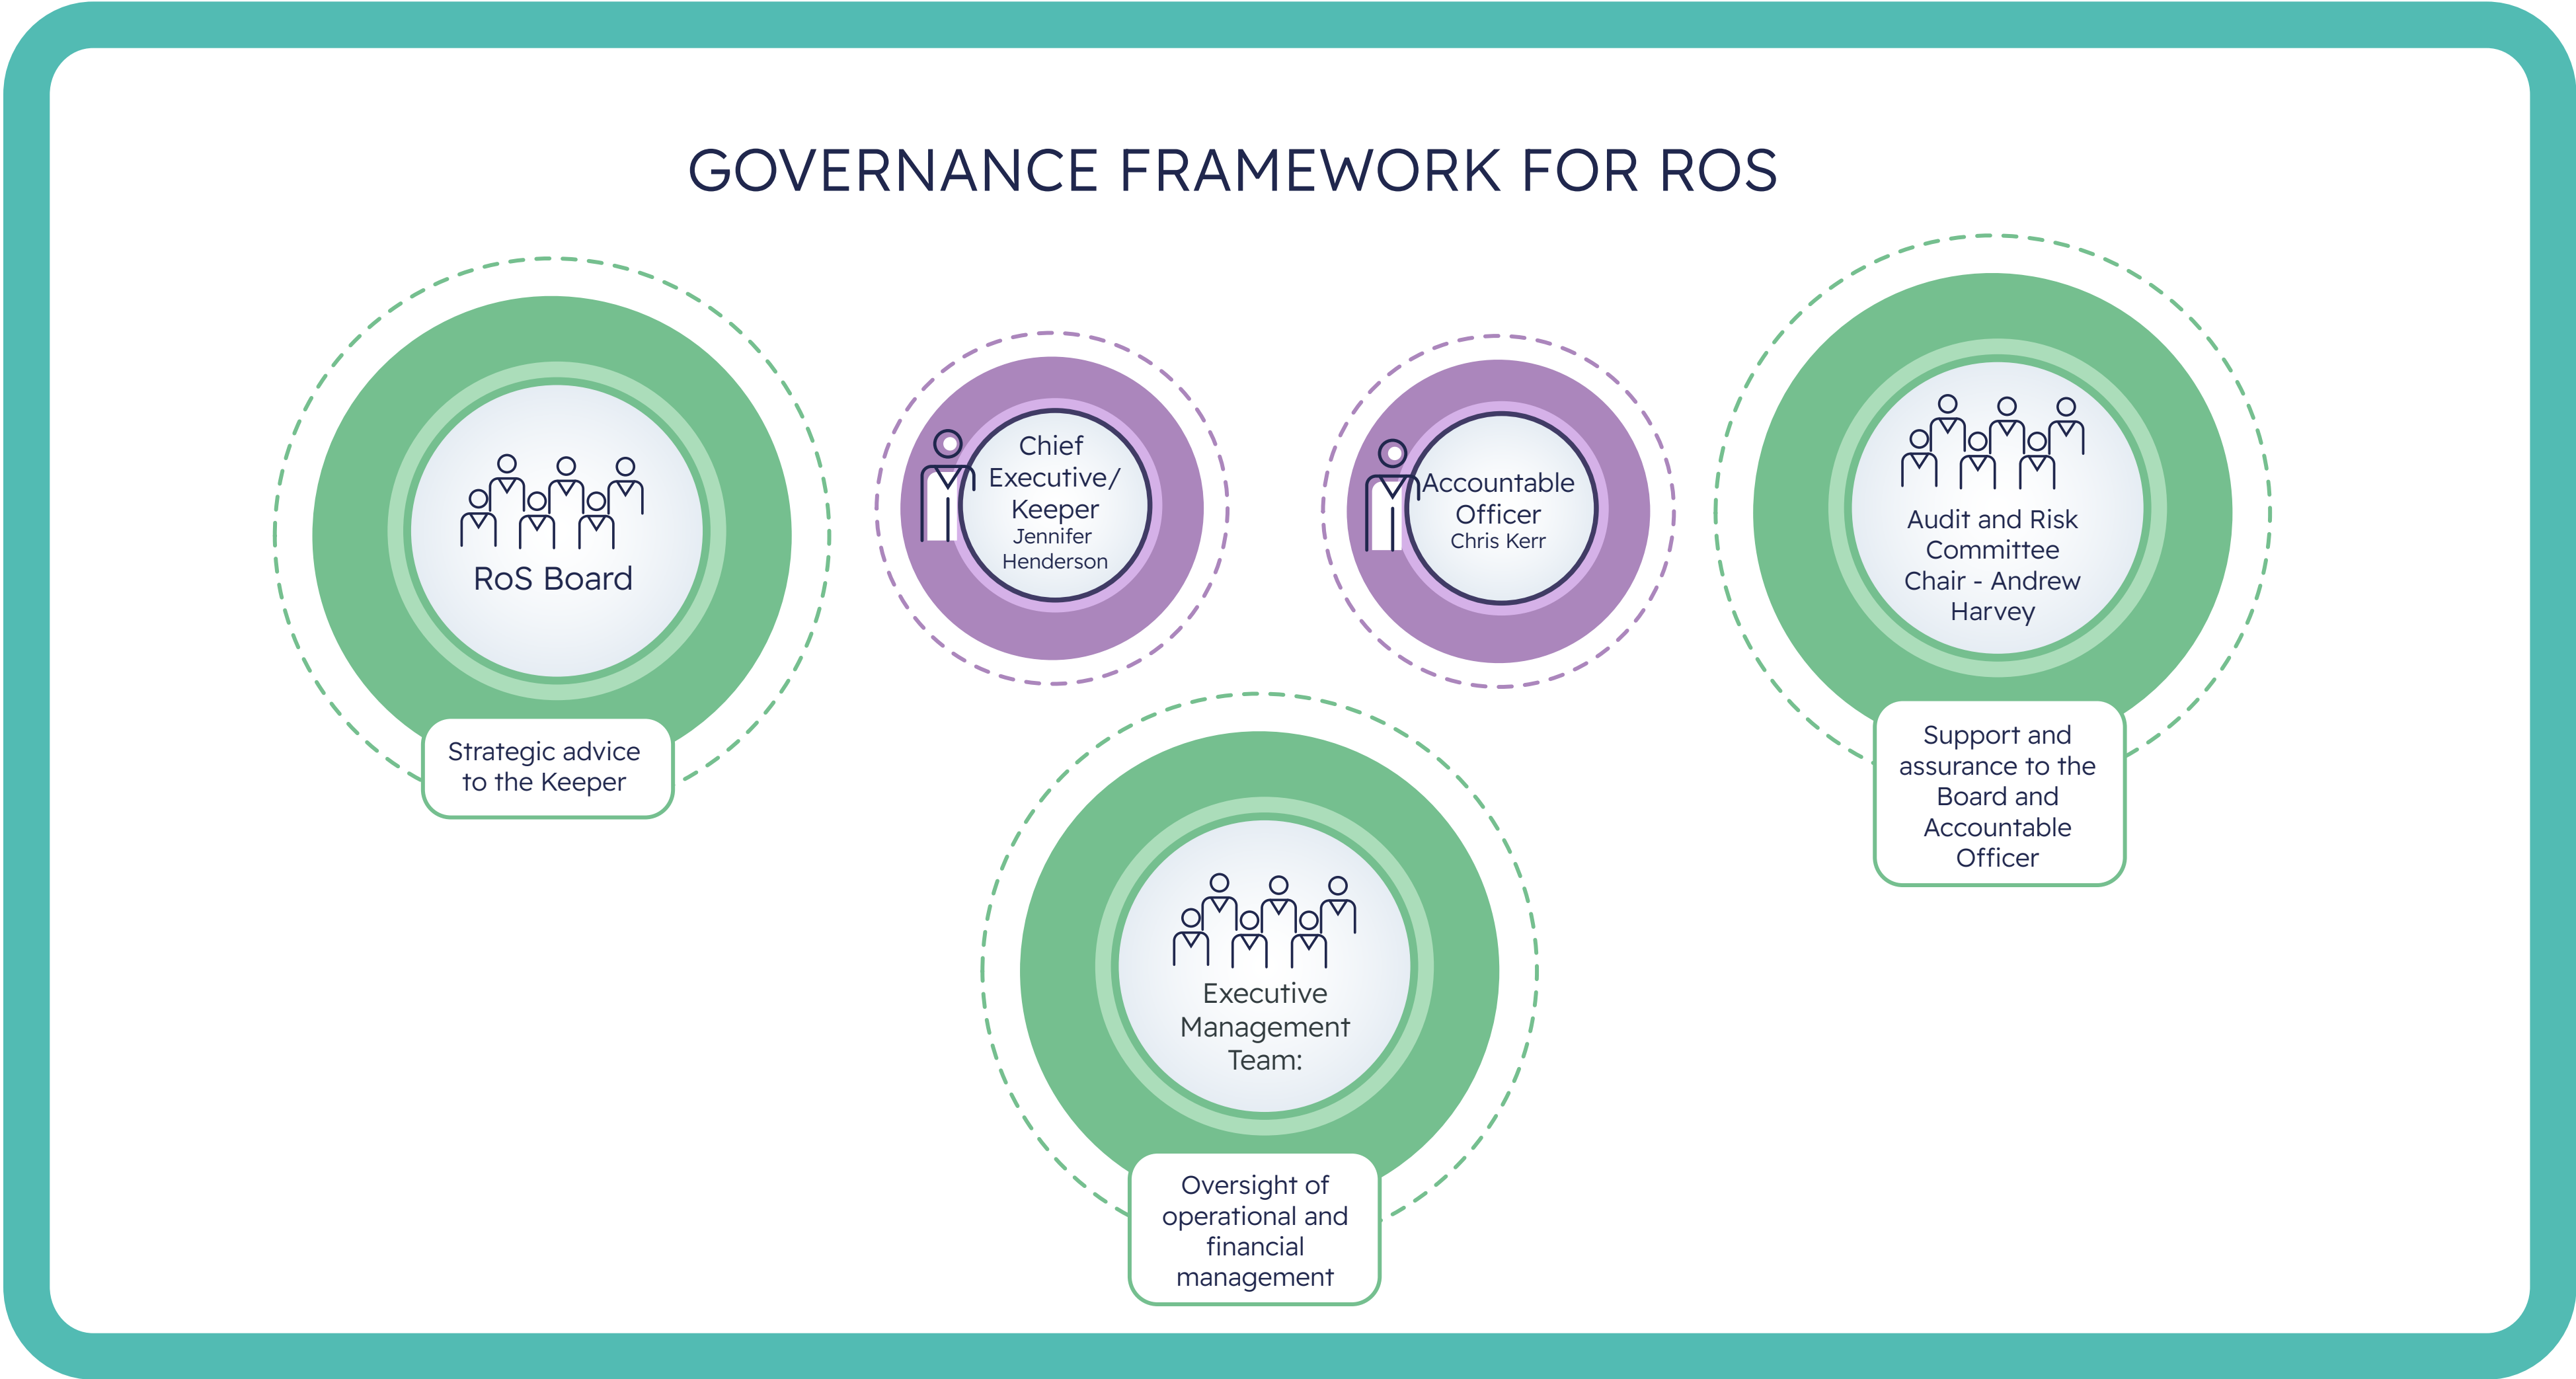 GOVERNANCE FRAMEWORK FOR ROS
RoS Board
Strategic advice
to the Keeper
Chief
Executive/
Keeper
Jennifer
Henderson
Accountable
Officer
Chris Kerr
Audit and Risk
Committee
Chair - Andrew
Harvey
Support and
assurance to the
Board and
Accountable
Officer
Executive
Management
Team:
Oversight of
operational and
financial
management